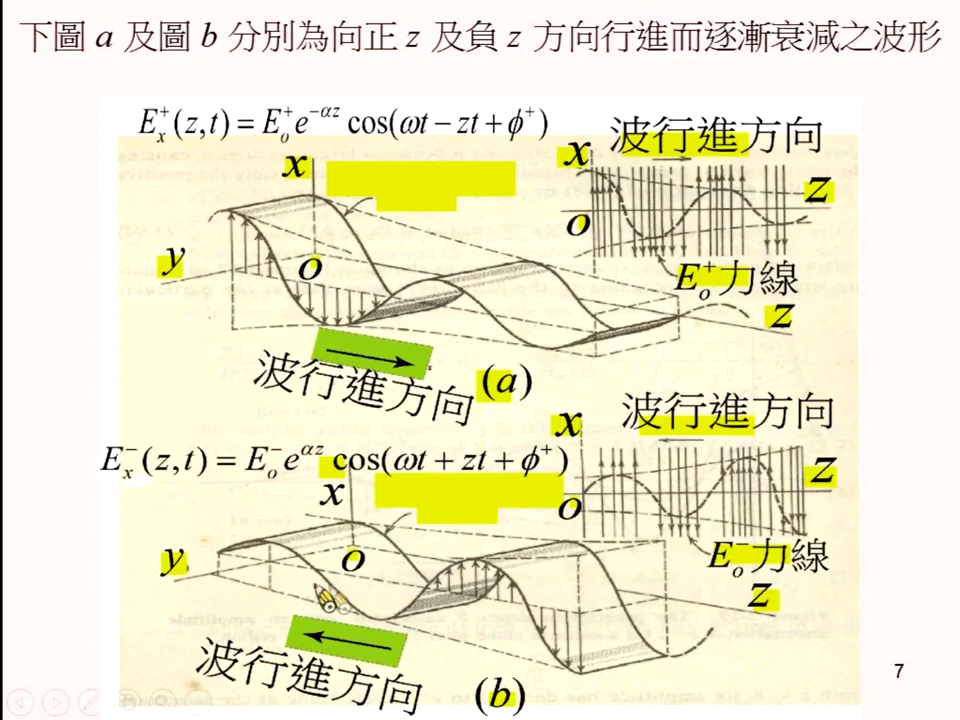 下圖 a 及圖 b 分別為向正 z 及負 z 方向行進而逐漸衰減之波形
E_x^+(z,t) = E_o^+ e^{-αz} cos(ωt − zt + ϕ^+)
波行進方向
x
x
z
o
y
o
E_o^+力線
z
波行進方向
(a)
波行進方向
x
E_x^-(z,t) = E_o^- e^{αz} cos(ωt + zt + ϕ^+)
z
x
o
y
o
E_o^-力線
z
波行進方向
(b)
7